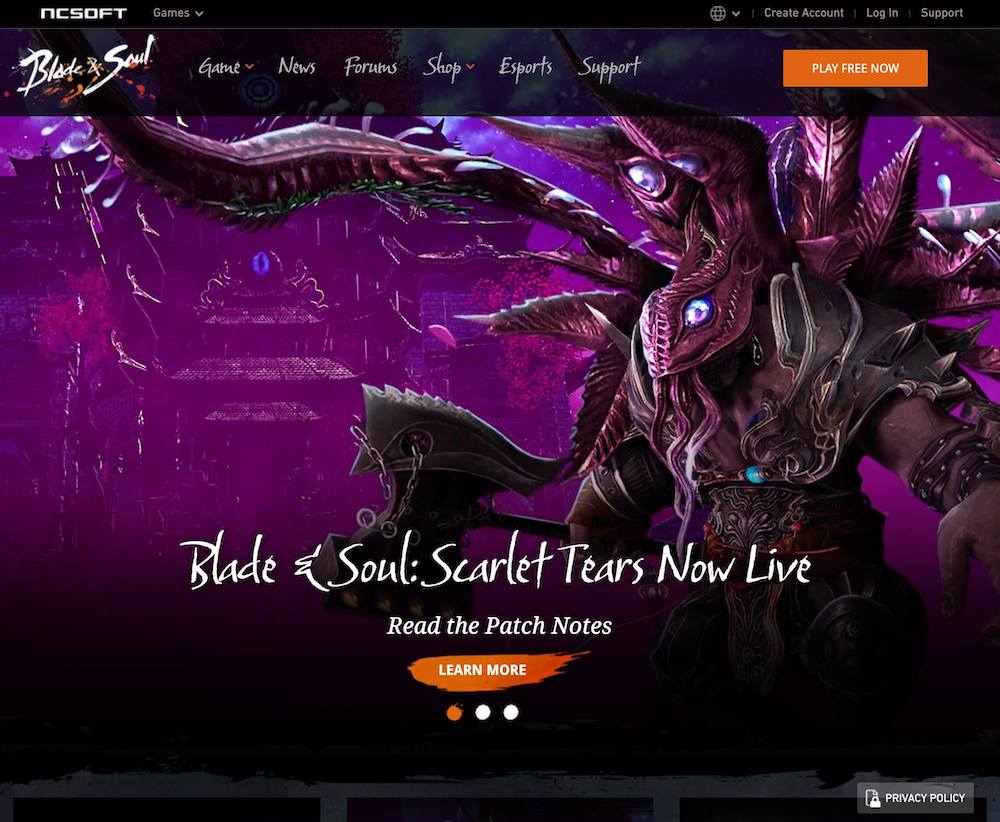 NCSOFT Games Create Account Log In Support
Blade & Soul Game News Forums Shop Esports Support PLAY FREE NOW
Blade & Soul: Scarlet Tears Now Live
Read the Patch Notes
LEARN MORE
PRIVACY POLICY